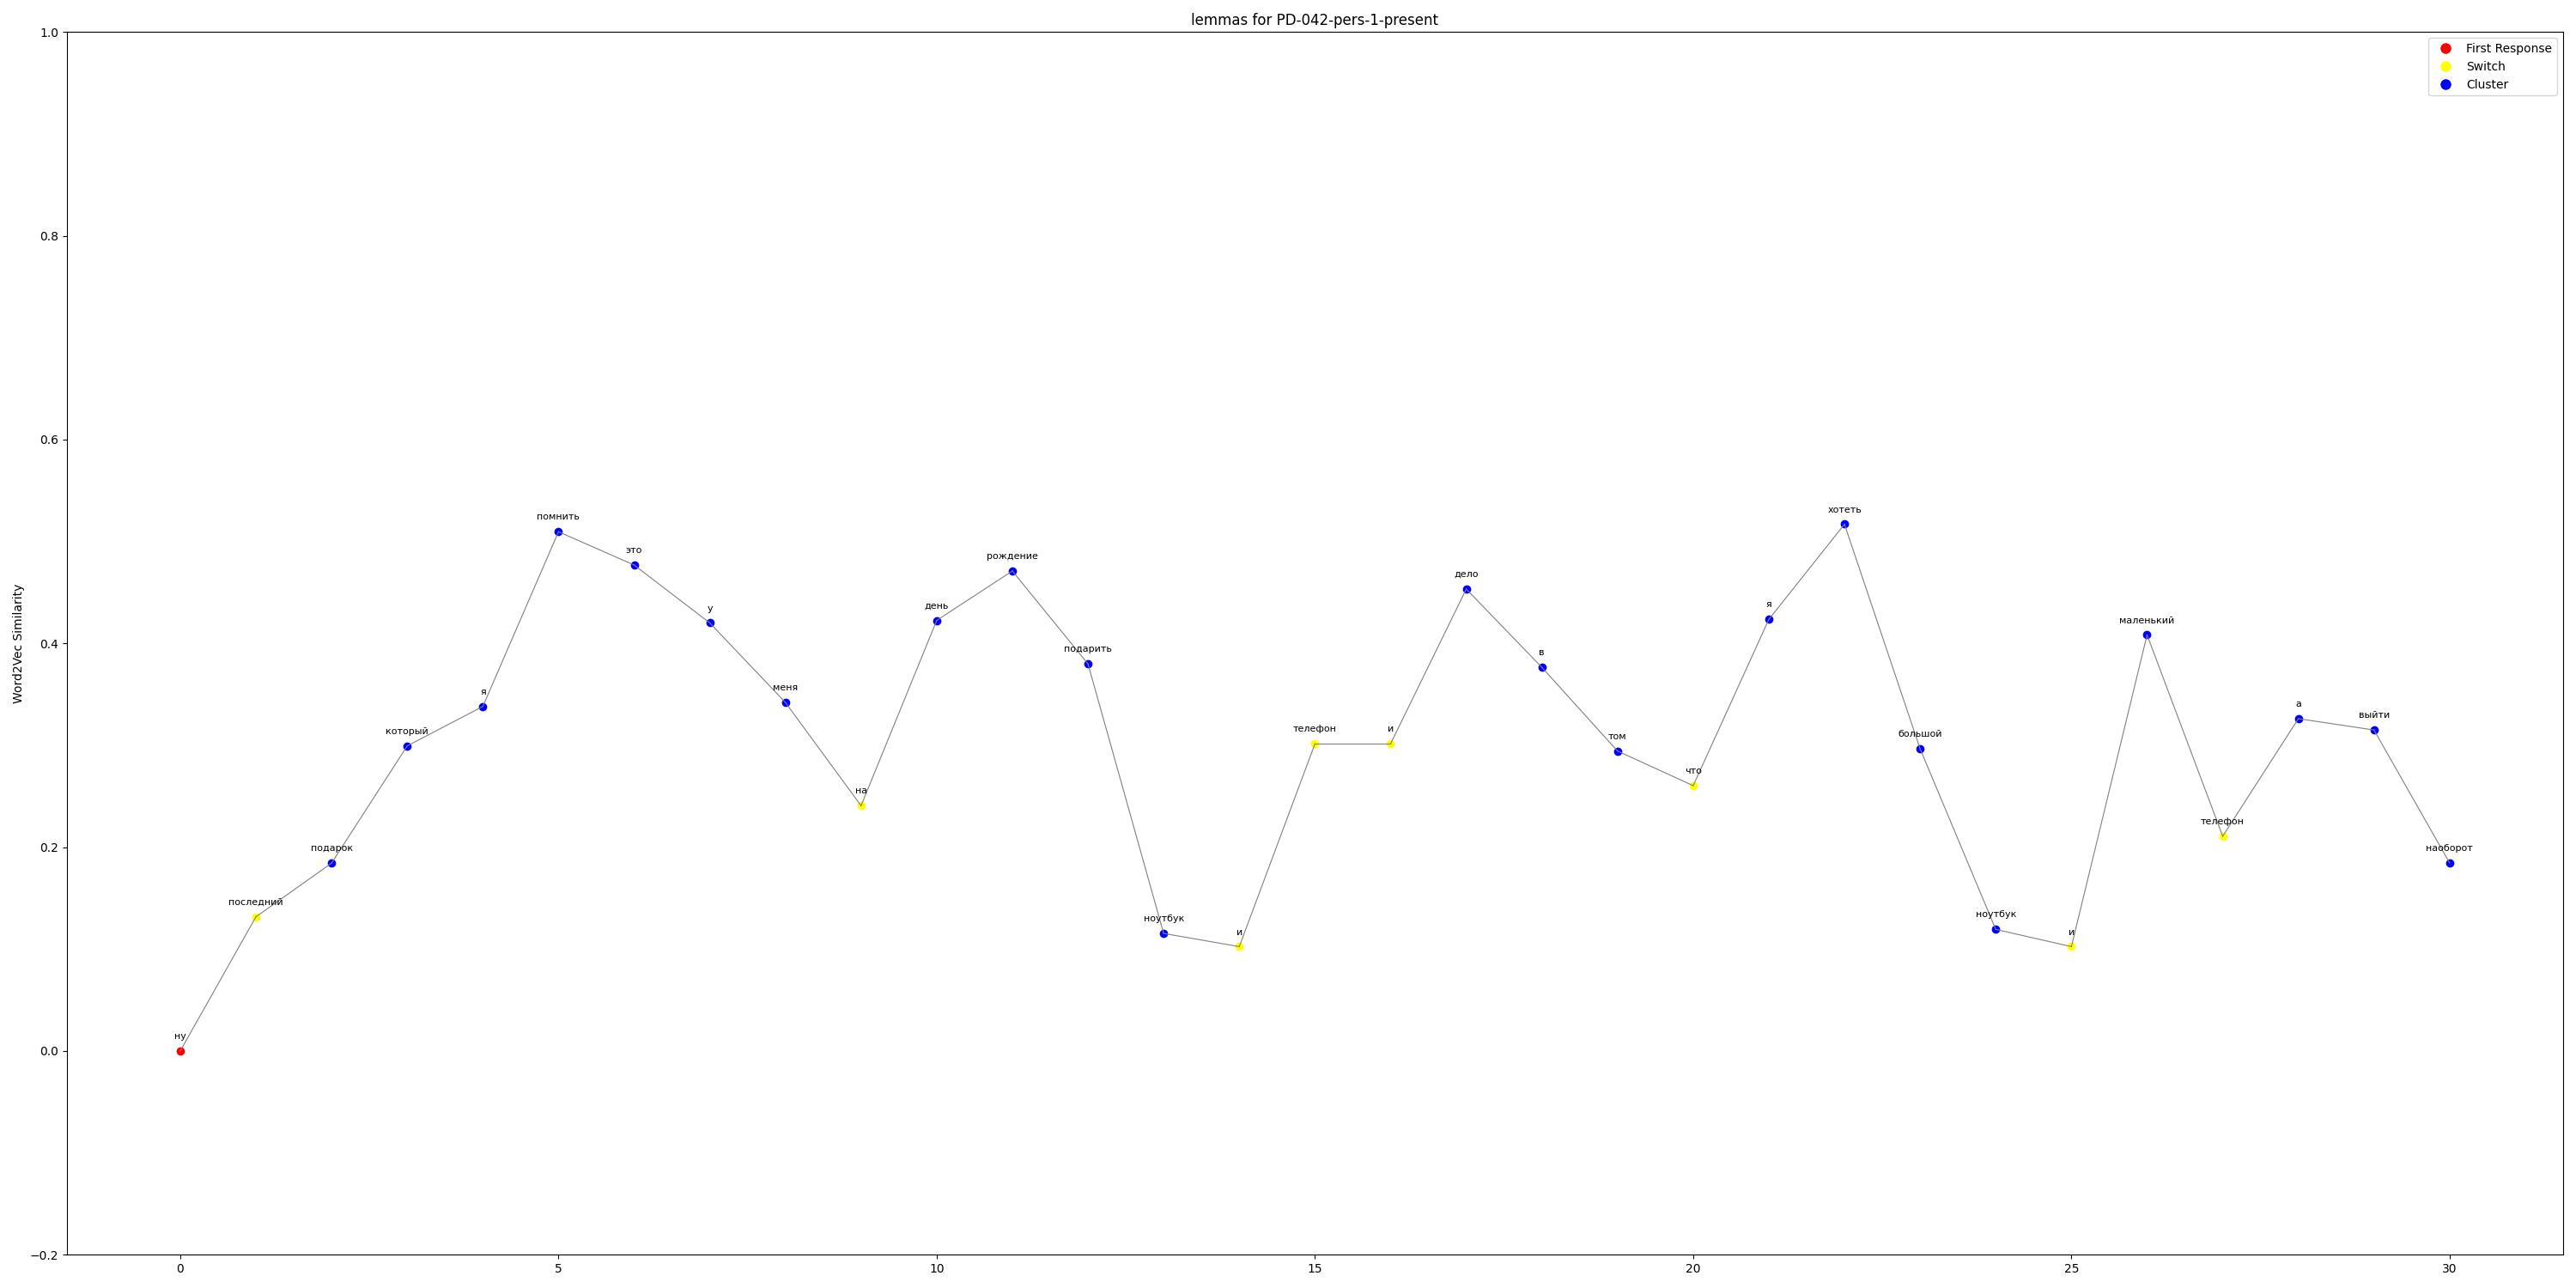 lemmas for PD-042-pers-1-present
First Response
Switch
Cluster
Word2Vec Similarity
1.0
0.8
0.6
0.4
0.2
0.0
−0.2
ну
последний
подарок
который
я
помнить
это
у
меня
на
день
рождение
подарить
ноутбук
и
телефон
и
дело
в
том
что
я
хотеть
большой
ноутбук
и
маленький
телефон
а
выйти
наоборот
0 5 10 15 20 25 30